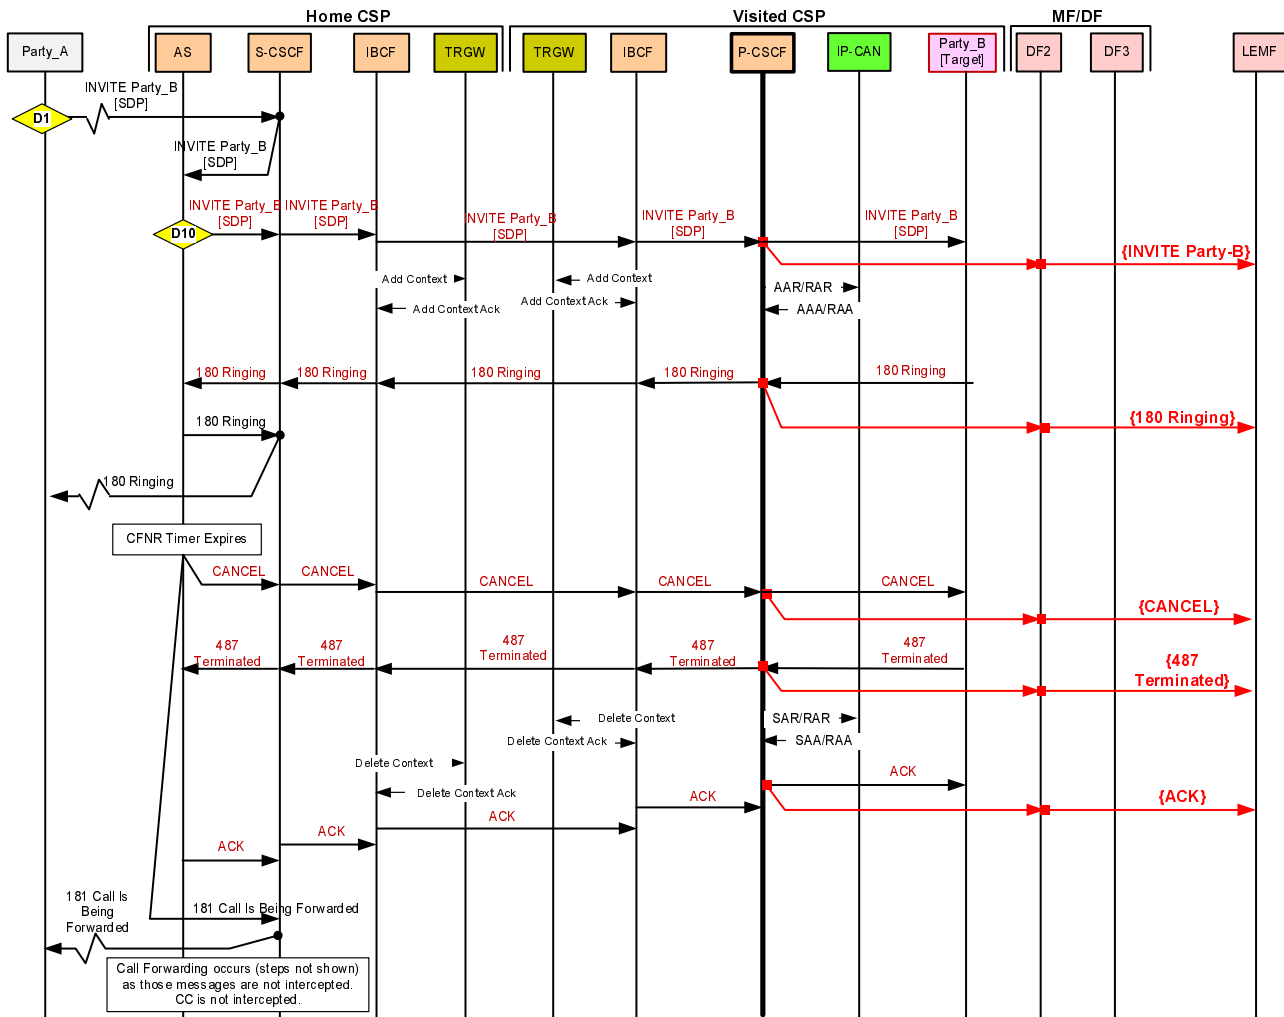 Home CSP
Visited CSP
MF/DF
Party_A
AS
S-CSCF
IBCF
TRGW
TRGW
IBCF
P-CSCF
IP-CAN
Party_B
[Target]
DF2
DF3
LEMF
INVITE Party_B
[SDP]
D1
INVITE Party_B
[SDP]
INVITE Party_B
[SDP]
INVITE Party_B
[SDP]
NVITE Party_B
[SDP]
INVITE Party_B
[SDP]
INVITE Party_B
[SDP]
D10
{INVITE Party-B}
Add Context
Add Context
AAR/RAR
Add Context Ack
Add Context Ack
AAA/RAA
180 Ringing
180 Ringing
180 Ringing
180 Ringing
180 Ringing
180 Ringing
{180 Ringing}
180 Ringing
CFNR Timer Expires
CANCEL
CANCEL
CANCEL
CANCEL
CANCEL
{CANCEL}
487
Terminated
487
Terminated
487
Terminated
487
Terminated
487
Terminated
{487
Terminated}
Delete Context
SAR/RAR
Delete Context Ack
SAA/RAA
Delete Context
ACK
Delete Context Ack
ACK
{ACK}
ACK
ACK
ACK
181 Call Is
Being
Forwarded
181 Call Is Being Forwarded
Call Forwarding occurs (steps not shown)
as those messages are not intercepted.
CC is not intercepted.